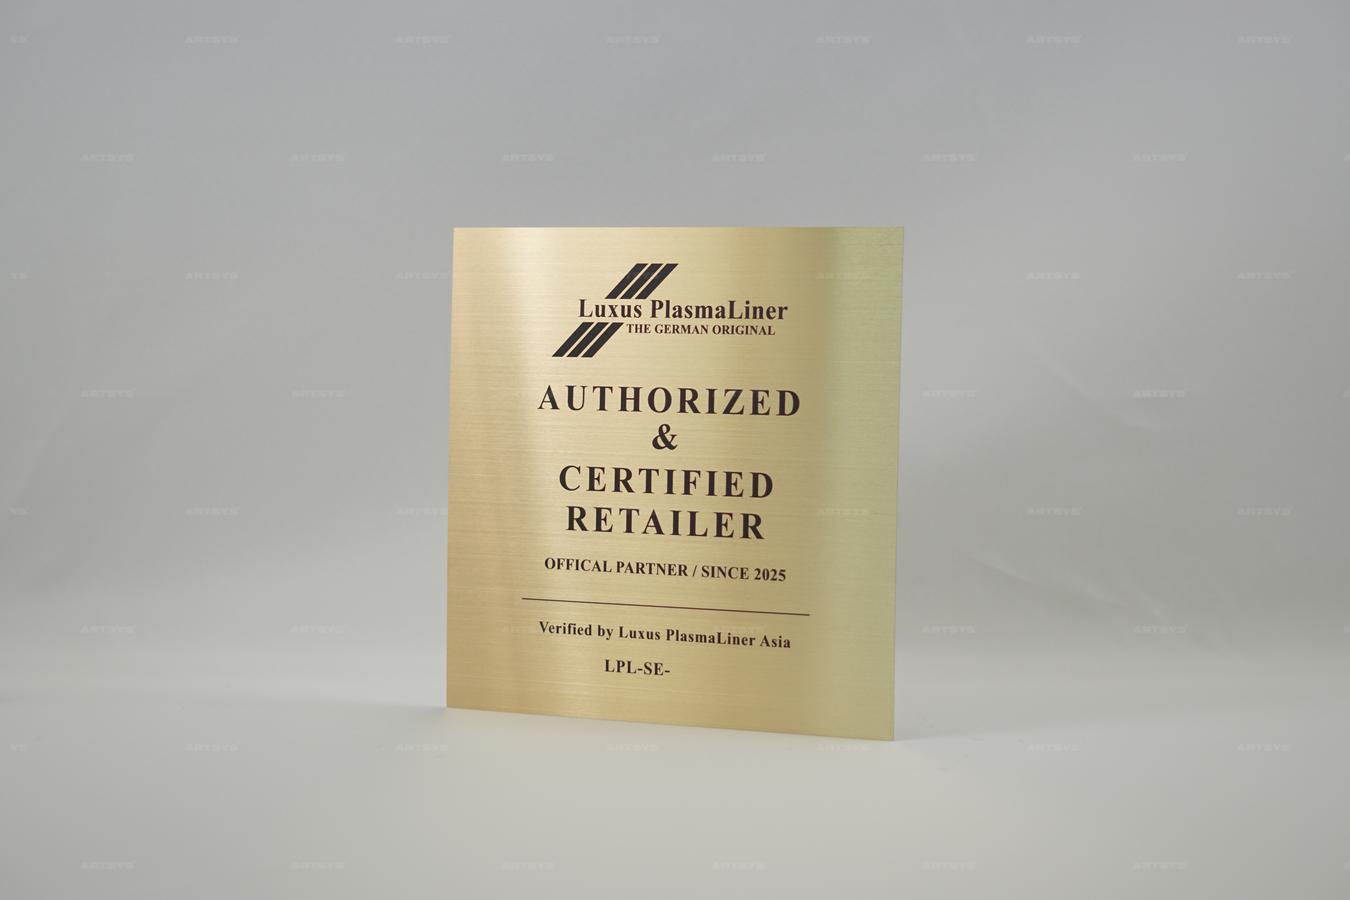 Luxus PlasmaLiner
THE GERMAN ORIGINAL
AUTHORIZED
&
CERTIFIED
RETAILER
OFFICAL PARTNER / SINCE 2025
Verified by Luxus PlasmaLiner Asia
LPL-SE-
ARTSYS